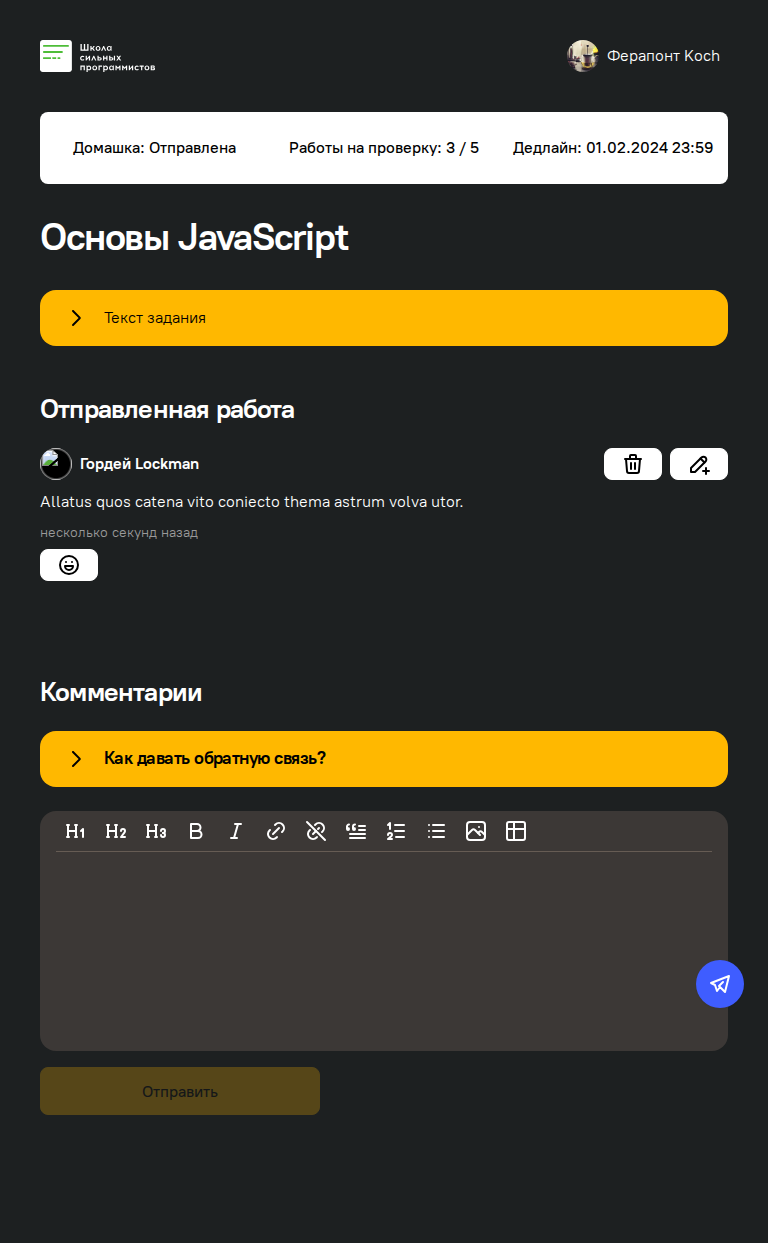 Школа
сильных
программистов
Ферапонт Koch
Домашка: Отправлена
Работы на проверку: 3 / 5
Дедлайн: 01.02.2024 23:59
Основы JavaScript
Текст задания
Отправленная работа
Гордей Lockman
Allatus quos catena vito coniecto thema astrum volva utor.
несколько секунд назад
Комментарии
Как давать обратную связь?
H1 H2 H3 B I
Отправить